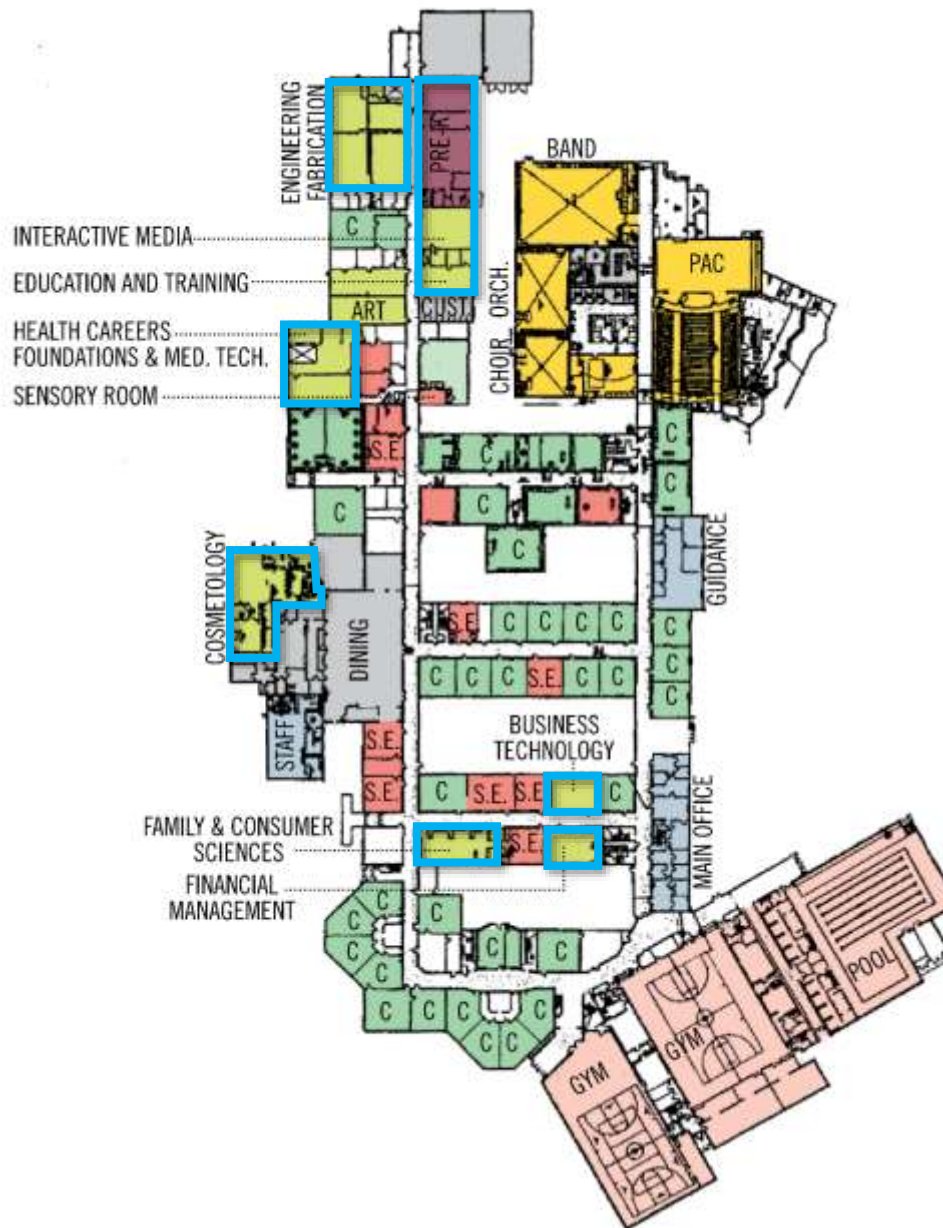 ENGINEERING
FABRICATION
PRE-K
BAND
INTERACTIVE MEDIA
C
EDUCATION AND TRAINING
ORCH.
PAC
ART
CUST.
HEALTH CAREERS
FOUNDATIONS & MED. TECH.
CHOIR
SENSORY ROOM
S.E.
C
C
C
C
C
C
C
GUIDANCE
COSMETOLOGY
DINING
S.E.
C
C
C
C
C
C
C
C
C
S.E.
C
C
C
STAFF
S.E.
BUSINESS
TECHNOLOGY
S.E.
C
S.E.
S.E.
C
MAIN OFFICE
FAMILY & CONSUMER
SCIENCES
S.E.
FINANCIAL
MANAGEMENT
C
C
C
C
C
C
C
C
POOL
C
C
C
C
C
C
C
GYM
GYM